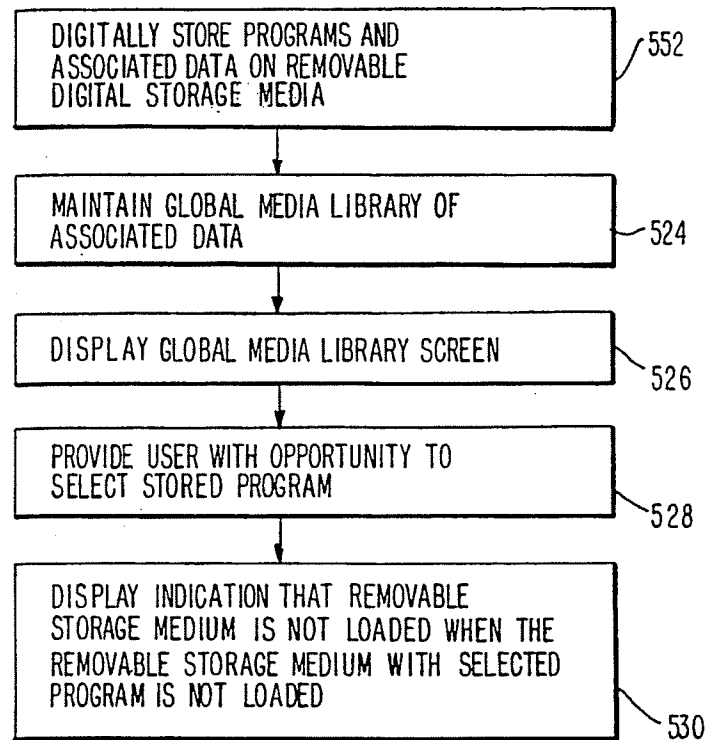 DIGITALLY STORE PROGRAMS AND
ASSOCIATED DATA ON REMOVABLE
DIGITAL STORAGE MEDIA
552
MAINTAIN GLOBAL MEDIA LIBRARY OF
ASSOCIATED DATA
524
DISPLAY GLOBAL MEDIA LIBRARY SCREEN
526
PROVIDE USER WITH OPPORTUNITY TO
SELECT STORED PROGRAM
528
DISPLAY INDICATION THAT REMOVABLE
STORAGE MEDIUM IS NOT LOADED WHEN THE
REMOVABLE STORAGE MEDIUM WITH SELECTED
PROGRAM IS NOT LOADED
530